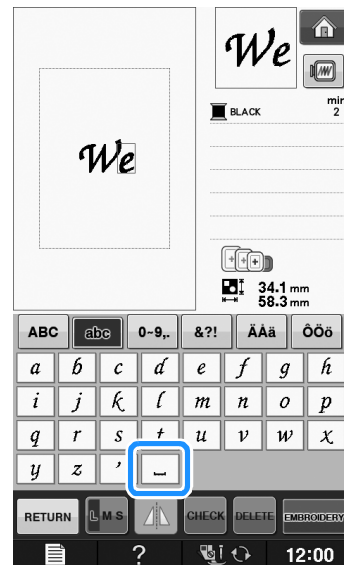 We
We
BLACK
min
2
34.1 mm
58.3 mm
ABC abc 0~9,. &?! ÄÅä ÔÖö
a b c d e f g h
i j k l m n o p
q r s t u v w x
y z ’ ⎵
RETURN L M S CHECK DELETE EMBROIDERY
? 12:00